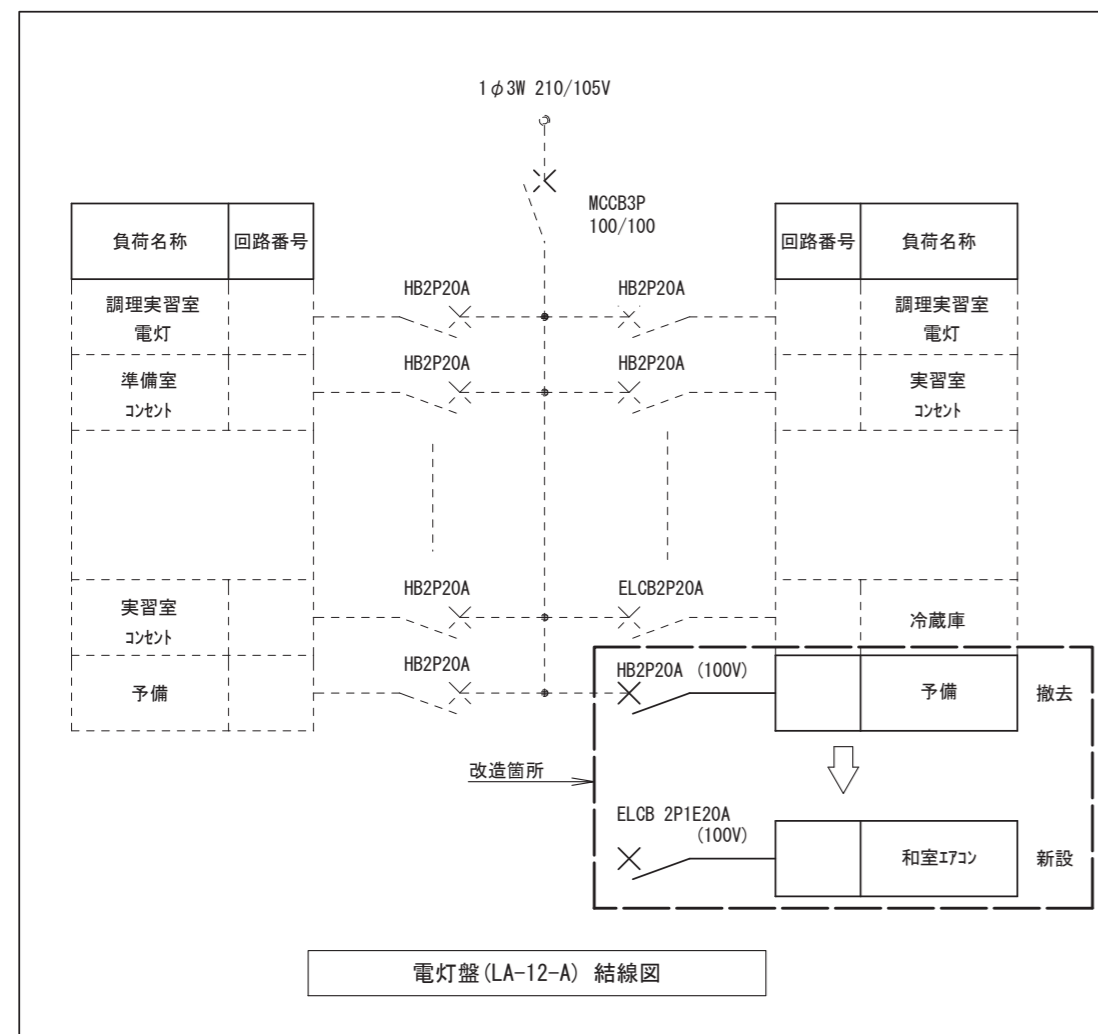 1φ3W 210/105V
MCCB3P
100/100
負荷名称 回路番号
回路番号 負荷名称
HB2P20A
HB2P20A
調理実習室
電灯
調理実習室
電灯
HB2P20A
HB2P20A
準備室
コンセント
実習室
コンセント
HB2P20A
ELCB2P20A
実習室
コンセント
冷蔵庫
HB2P20A
HB2P20A (100V)
予備
予備
撤去
改造箇所
ELCB 2P1E20A
(100V)
和室エアコン
新設
電灯盤(LA-12-A) 結線図